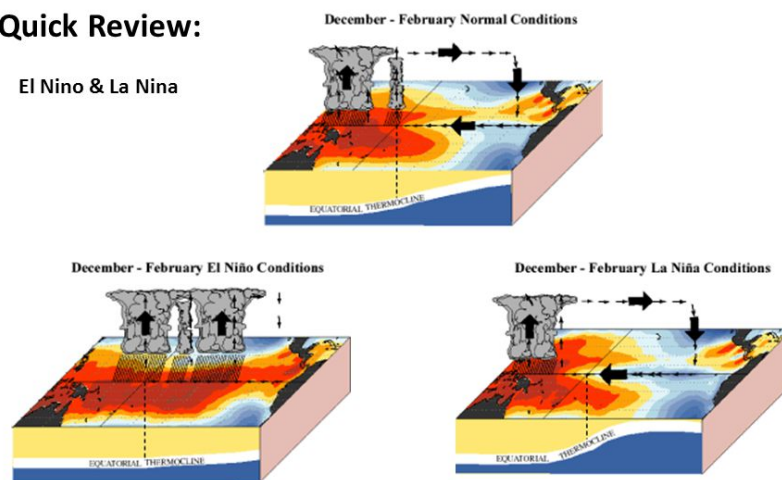 Quick Review:
El Nino & La Nina
December - February Normal Conditions
EQUATORIAL THERMOCLINE
December - February El Niño Conditions
EQUATORIAL THERMOCLINE
December - February La Niña Conditions
EQUATORIAL THERMOCLINE